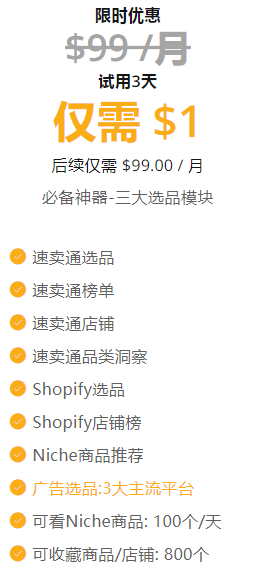 限时优惠
$99 /月
试用3天
仅需 $1
后续仅需 $99.00 / 月
必备神器-三大选品模块
速卖通选品
速卖通榜单
速卖通店铺
速卖通品类洞察
Shopify选品
Shopify店铺榜
Niche商品推荐
广告选品:3大主流平台
可看Niche商品: 100个/天
可收藏商品/店铺: 800个